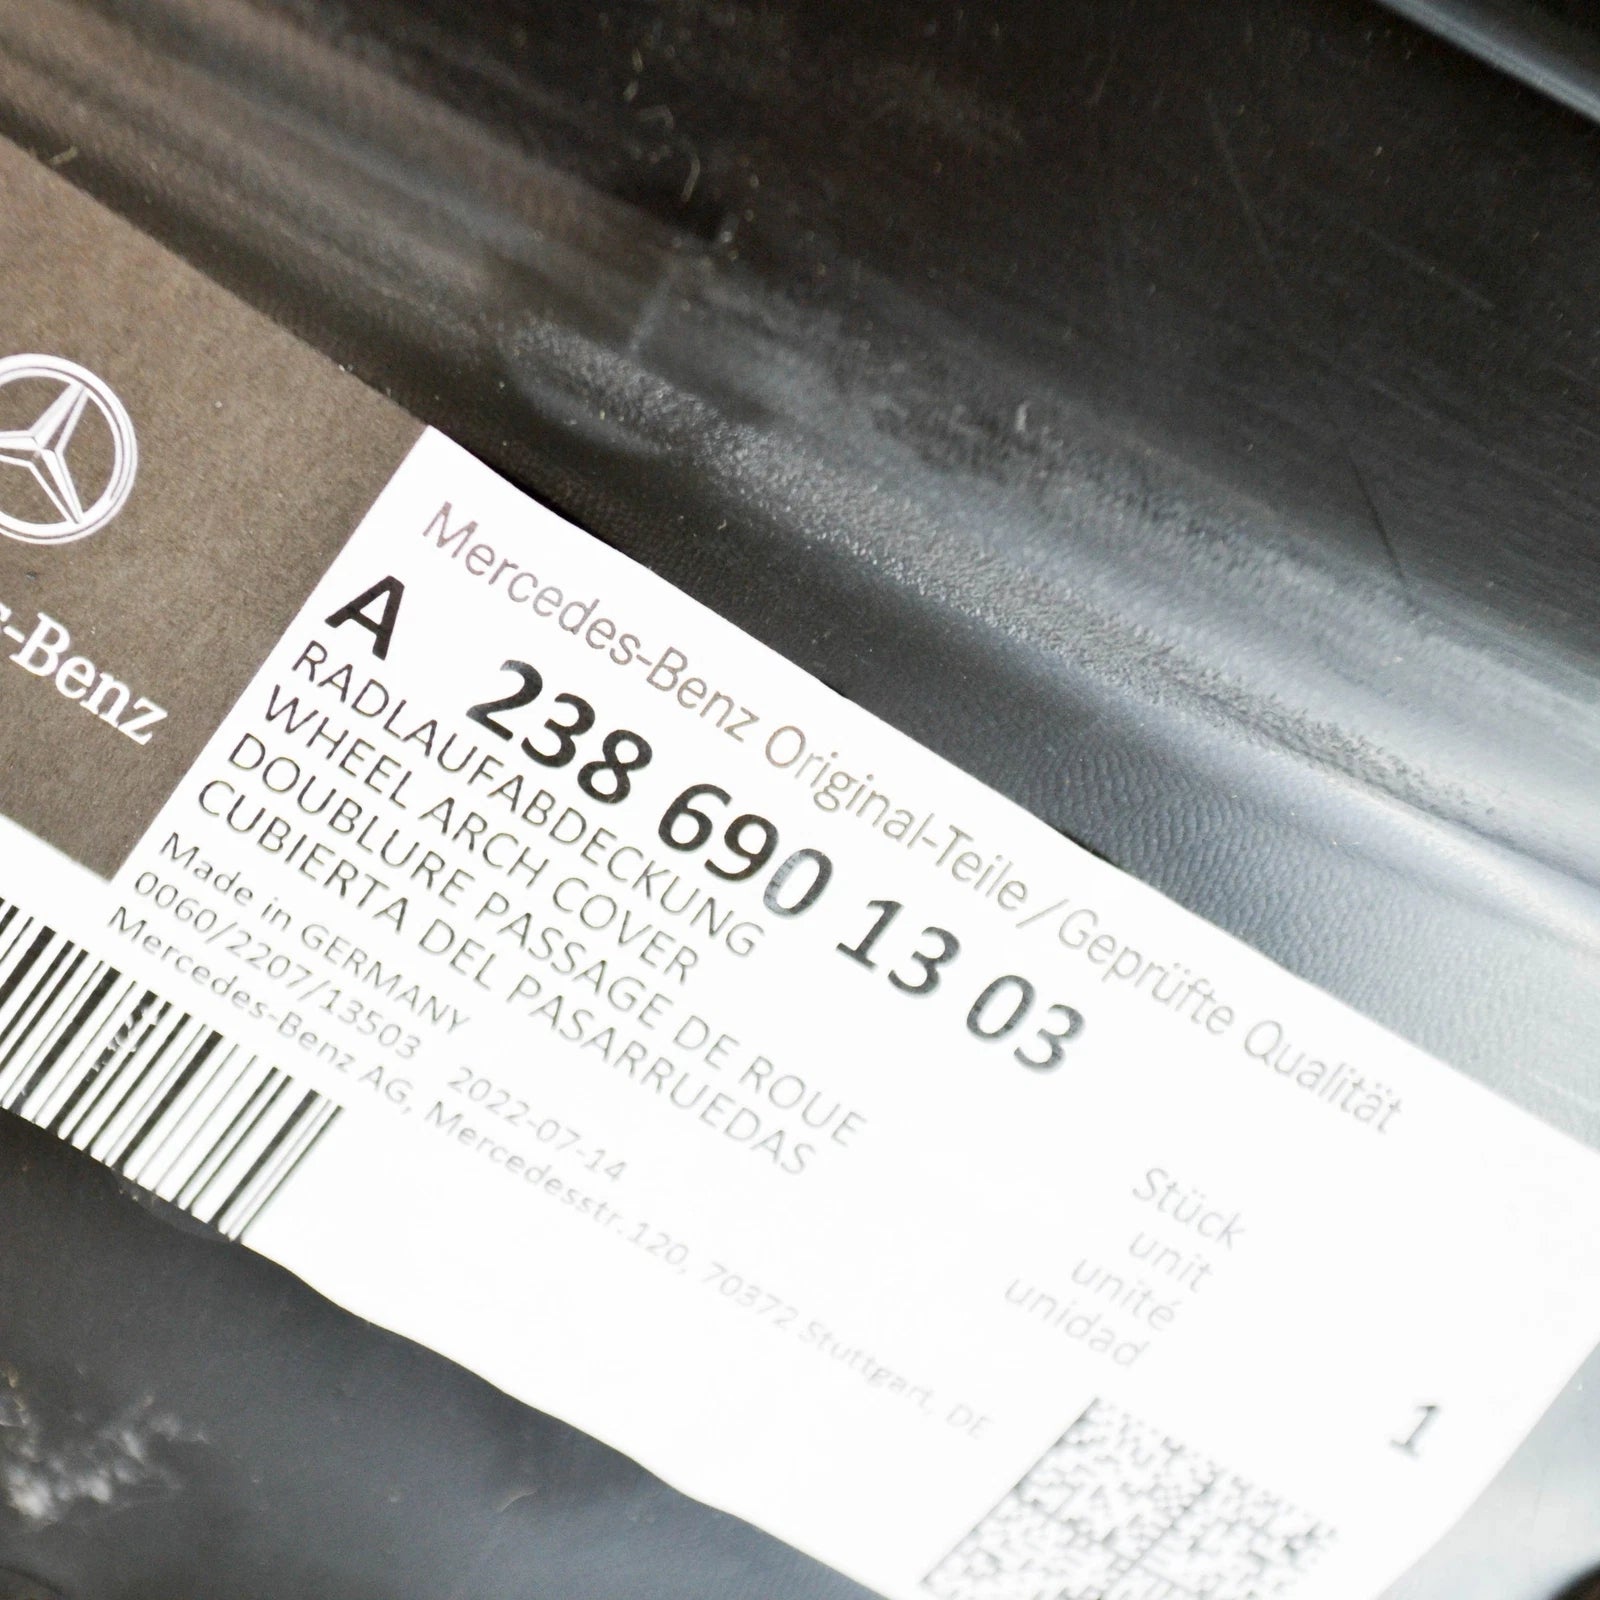 s-Benz
Mercedes-Benz Original-Teile / Geprüfte Qualität
A 238 690 13 03
RADLAUFABDECKUNG
WHEEL ARCH COVER
DOUBLURE PASSAGE DE ROUE
CUBIERTA DEL PASARRUEDAS
Made in GERMANY
0060/2207/13503 2022-07-14
Mercedes-Benz AG, Mercedesstr.120, 70372 Stuttgart, DE
Stück
unit
unité
unidad
1